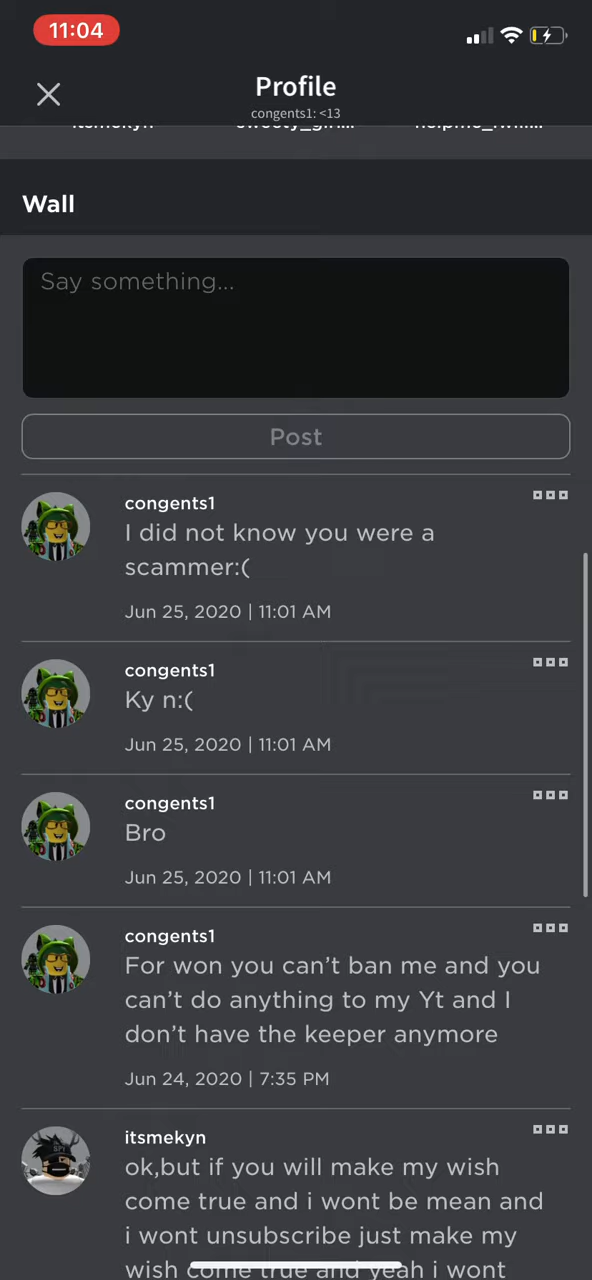 11:04
Profile
congents1: <13
itsmekyn
Wall
Say something...
Post
congents1
I did not know you were a
scammer:(
Jun 25, 2020 | 11:01 AM
congents1
Ky n:(
Jun 25, 2020 | 11:01 AM
congents1
Bro
Jun 25, 2020 | 11:01 AM
congents1
For won you can’t ban me and you
can’t do anything to my Yt and I
don’t have the keeper anymore
Jun 24, 2020 | 7:35 PM
itsmekyn
ok,but if you will make my wish
come true and i wont be mean and
i wont unsubscribe just make my
wish come true and yeah i wont